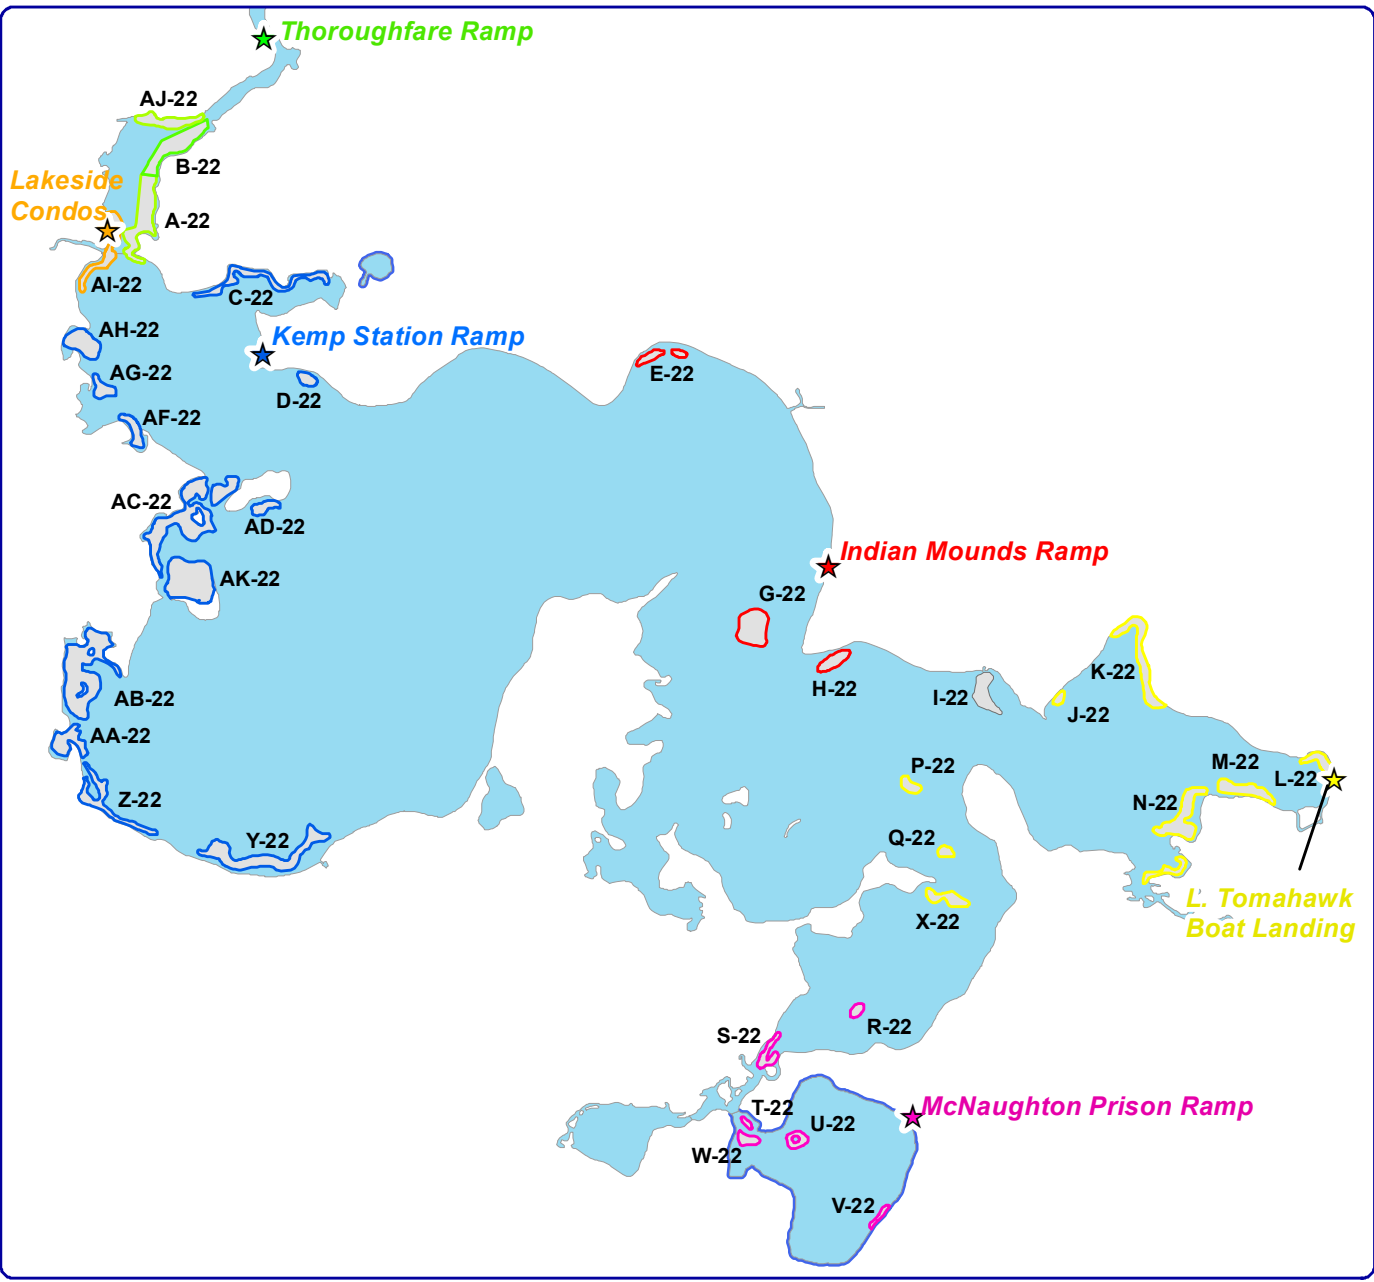 Thoroughfare Ramp
AJ-22
B-22
Lakeside
Condos
A-22
AI-22
C-22
AH-22
Kemp Station Ramp
AG-22
D-22
E-22
AF-22
AC-22
AD-22
Indian Mounds Ramp
AK-22
G-22
H-22
K-22
I-22
J-22
AB-22
AA-22
P-22
M-22
L-22
Z-22
N-22
Y-22
Q-22
L. Tomahawk
Boat Landing
X-22
R-22
S-22
T-22
McNaughton Prison Ramp
U-22
W-22
V-22